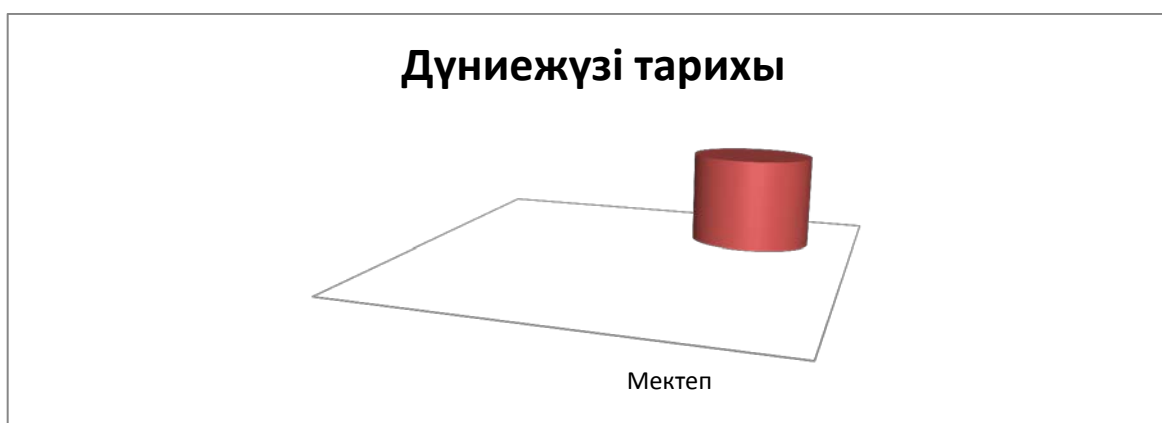 Дүниежүзі тарихы
Мектеп